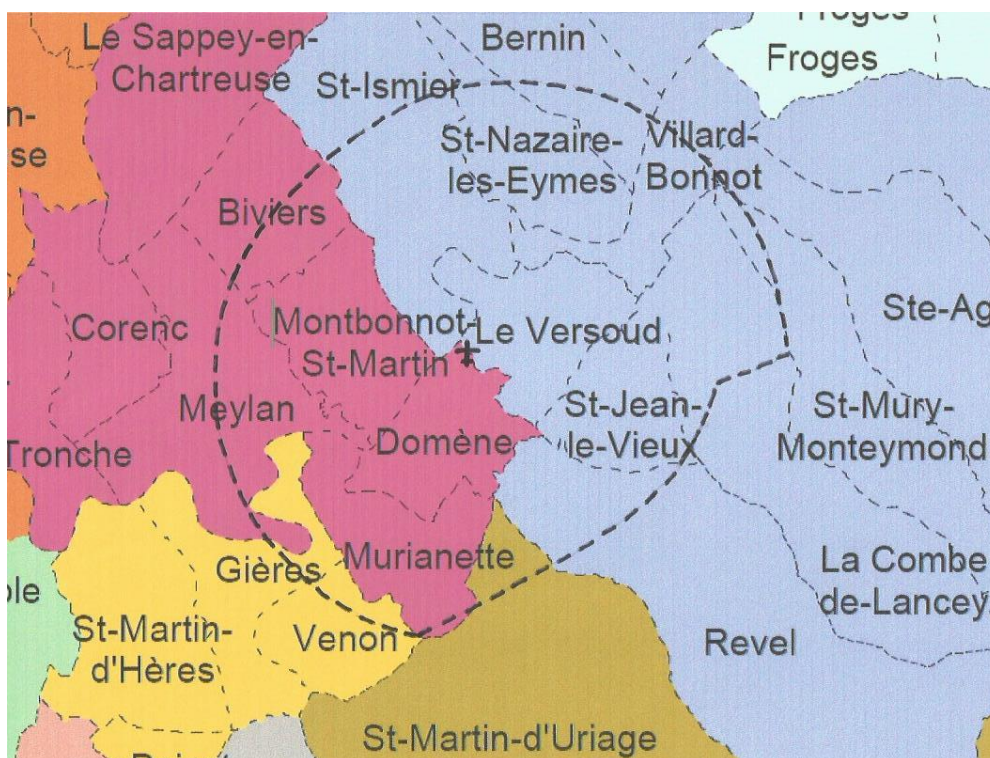 Froges
Le Sappey-en-
Chartreuse
Bernin
Froges
St-Ismier
n-
se
St-Nazaire-
les-Eymes
Villard-
Bonnot
Biviers
Corenc
Montbonnot-
St-Martin
Le Versoud
Ste-Ag
Meylan
St-Jean-
le-Vieux
St-Mury-
Monteymond
Tronche
Domène
Murianette
Gières
La Combe
de-Lancey
ole
St-Martin-
d'Hères
Venon
Revel
St-Martin-d'Uriage